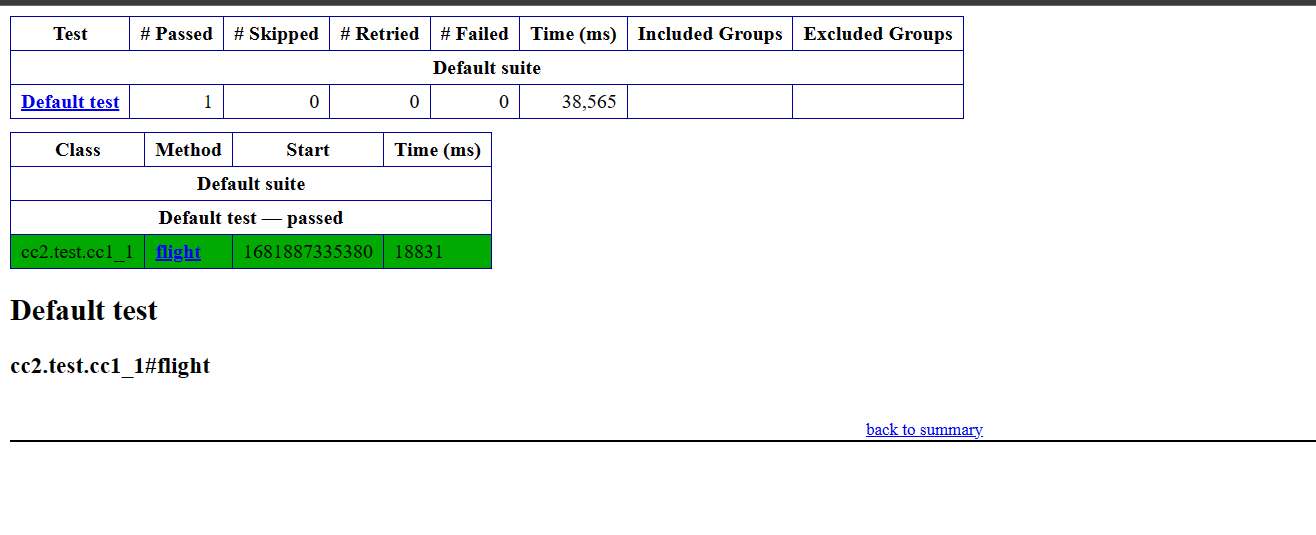 Test # Passed # Skipped # Retried # Failed Time (ms) Included Groups Excluded Groups
Default suite
Default test 1 0 0 0 38,565
Class Method Start Time (ms)
Default suite
Default test — passed
cc2.test.cc1_1 flight 1681887335380 18831
Default test
cc2.test.cc1_1#flight
back to summary